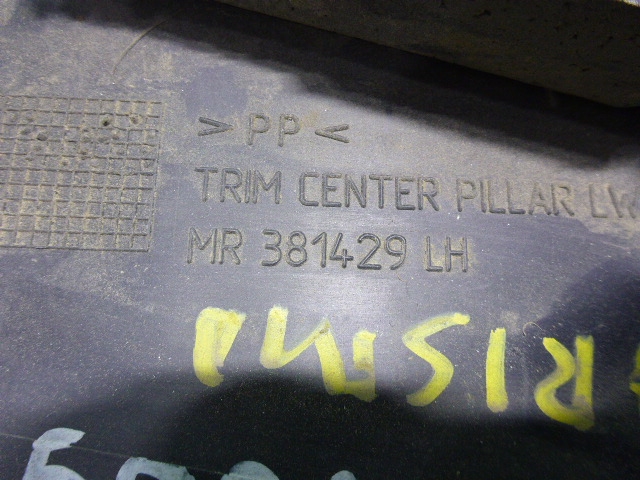 > PP <
TRIM CENTER PILLAR LW
MR 381429 LH